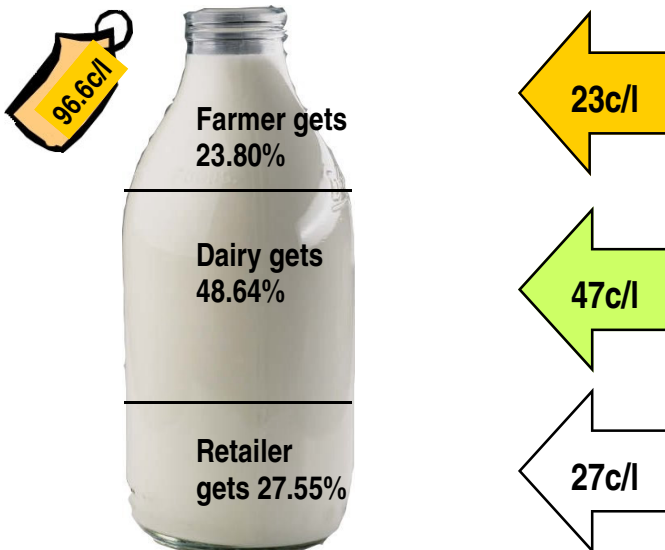 96.6c/l
Farmer gets
23.80%
23c/l
Dairy gets
48.64%
47c/l
Retailer
gets 27.55%
27c/l